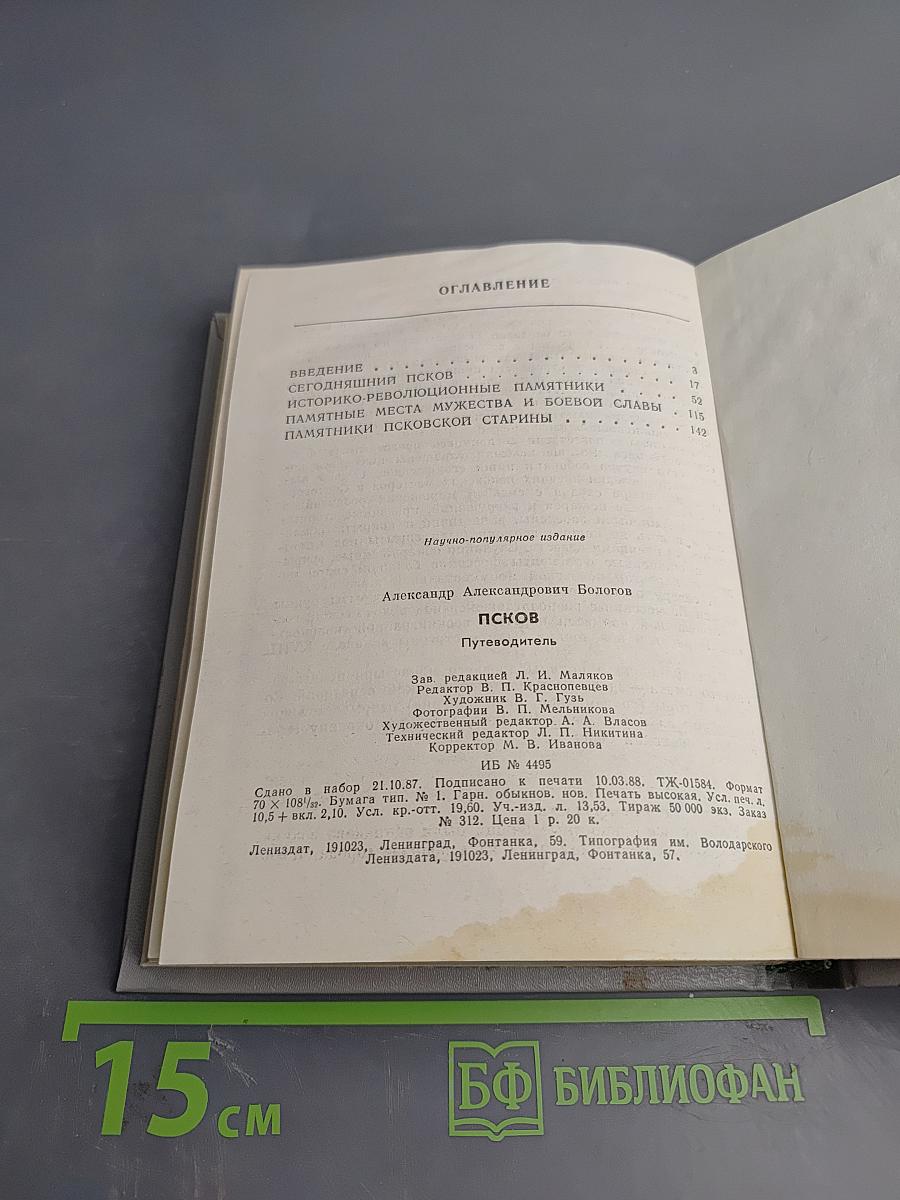 ОГЛАВЛЕНИЕ
ВВЕДЕНИЕ . . . . . . . . . . . . . . . . . . 3
СЕГОДНЯШНИЙ ПСКОВ . . . . . . . . . . . . . 17
ИСТОРИКО-РЕВОЛЮЦИОННЫЕ ПАМЯТНИКИ . . . . 52
ПАМЯТНЫЕ МЕСТА МУЖЕСТВА И БОЕВОЙ СЛАВЫ . 115
ПАМЯТНИКИ ПСКОВСКОЙ СТАРИНЫ . . . . . . . . 142
Научно-популярное издание
Александр Александрович Бологов
ПСКОВ
Путеводитель
Зав. редакцией Л. И. Маляков
Редактор В. П. Краснопевцев
Художник В. Г. Гузь
Фотографии В. П. Мельникова
Художественный редактор А. А. Власов
Технический редактор Л. П. Никитина
Корректор М. В. Иванова
ИБ № 4495
Сдано в набор 21.10.87. Подписано к печати 10.03.88. ТЖ-01584. Формат
70 × 108¹/₃₂. Бумага тип. № 1. Гарн. обыкнов. нов. Печать высокая. Усл. печ. л.
10,5 + вкл. 2,10. Усл. кр.-отт. 19,60. Уч.-изд. л. 13,53. Тираж 50 000 экз. Заказ
№ 312. Цена 1 р. 20 к.
Лениздат, 191023, Ленинград, Фонтанка, 59. Типография им. Володарского
Лениздата, 191023, Ленинград, Фонтанка, 57.
15 см
БФ БИБЛИОФАН